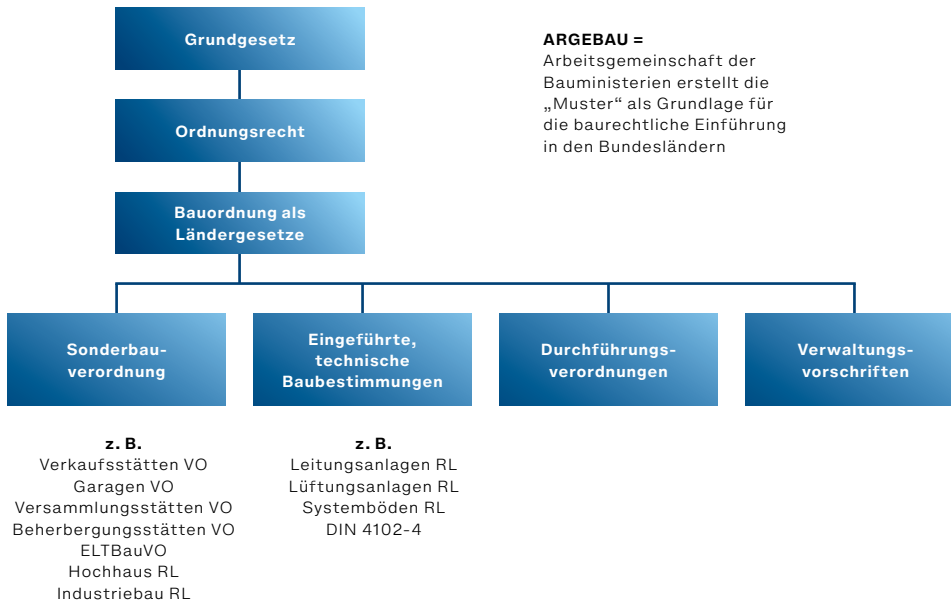 Grundgesetz
ARGEBAU =
Arbeitsgemeinschaft der
Bauministerien erstellt die
„Muster“ als Grundlage für
die baurechtliche Einführung
in den Bundesländern
Ordnungsrecht
Bauordnung als
Ländergesetze
Sonderbau-
verordnung
Eingeführte,
technische
Baubestimmungen
Durchführungs-
verordnungen
Verwaltungs-
vorschriften
z. B.
Verkaufsstätten VO
Garagen VO
Versammlungsstätten VO
Beherbergungsstätten VO
ELTBauVO
Hochhaus RL
Industriebau RL
z. B.
Leitungsanlagen RL
Lüftungsanlagen RL
Systemböden RL
DIN 4102-4